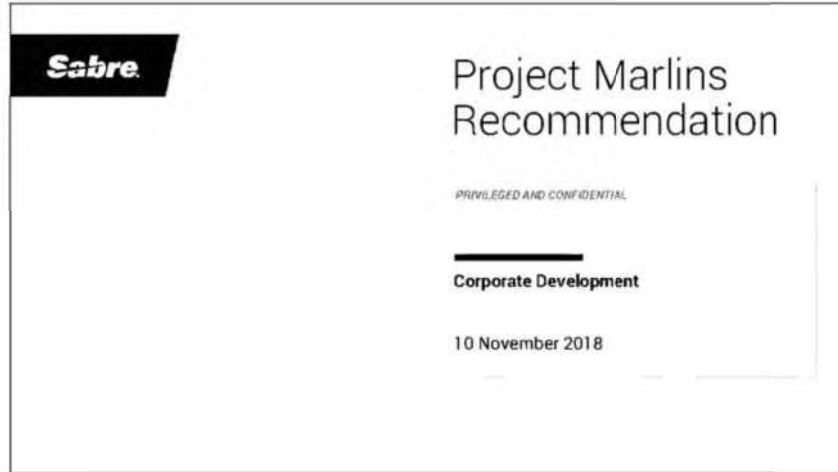 Sabre.
Project Marlins
Recommendation
PRIVILEGED AND CONFIDENTIAL
Corporate Development
10 November 2018